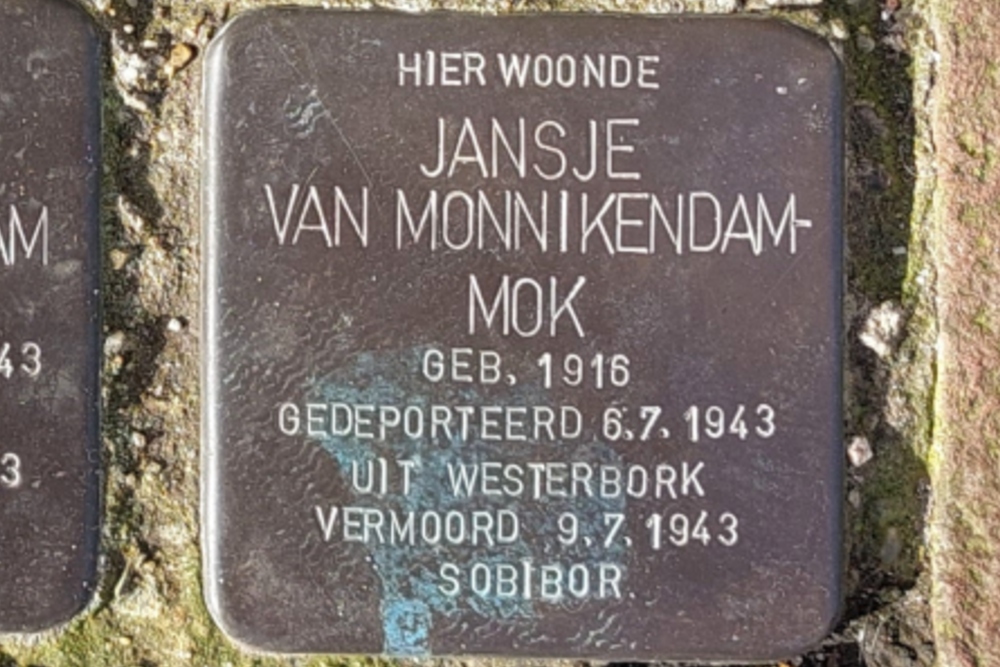 HIER WOONDE
JANSJE
VAN MONNIKENDAM-
MOK
GEB. 1916
GEDEPORTEERD 6.7.1943
UIT WESTERBORK
VERMOORD 9.7.1943
SOBIBOR